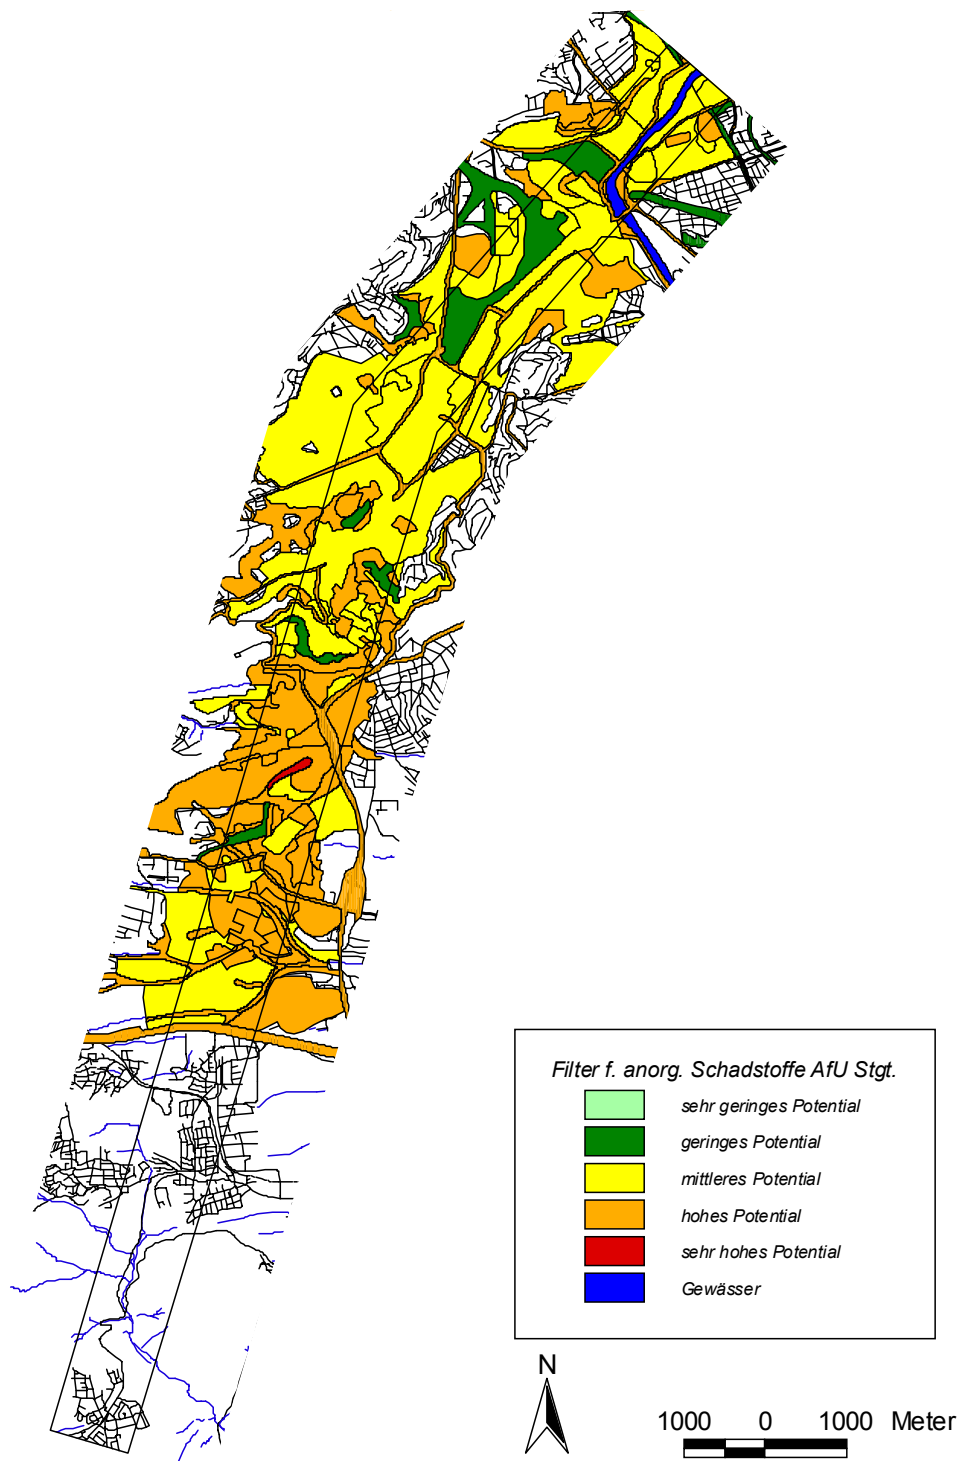 Filter f. anorg. Schadstoffe AfU Stgt.
sehr geringes Potential
geringes Potential
mittleres Potential
hohes Potential
sehr hohes Potential
Gewässer
N
1000 0 1000 Meter